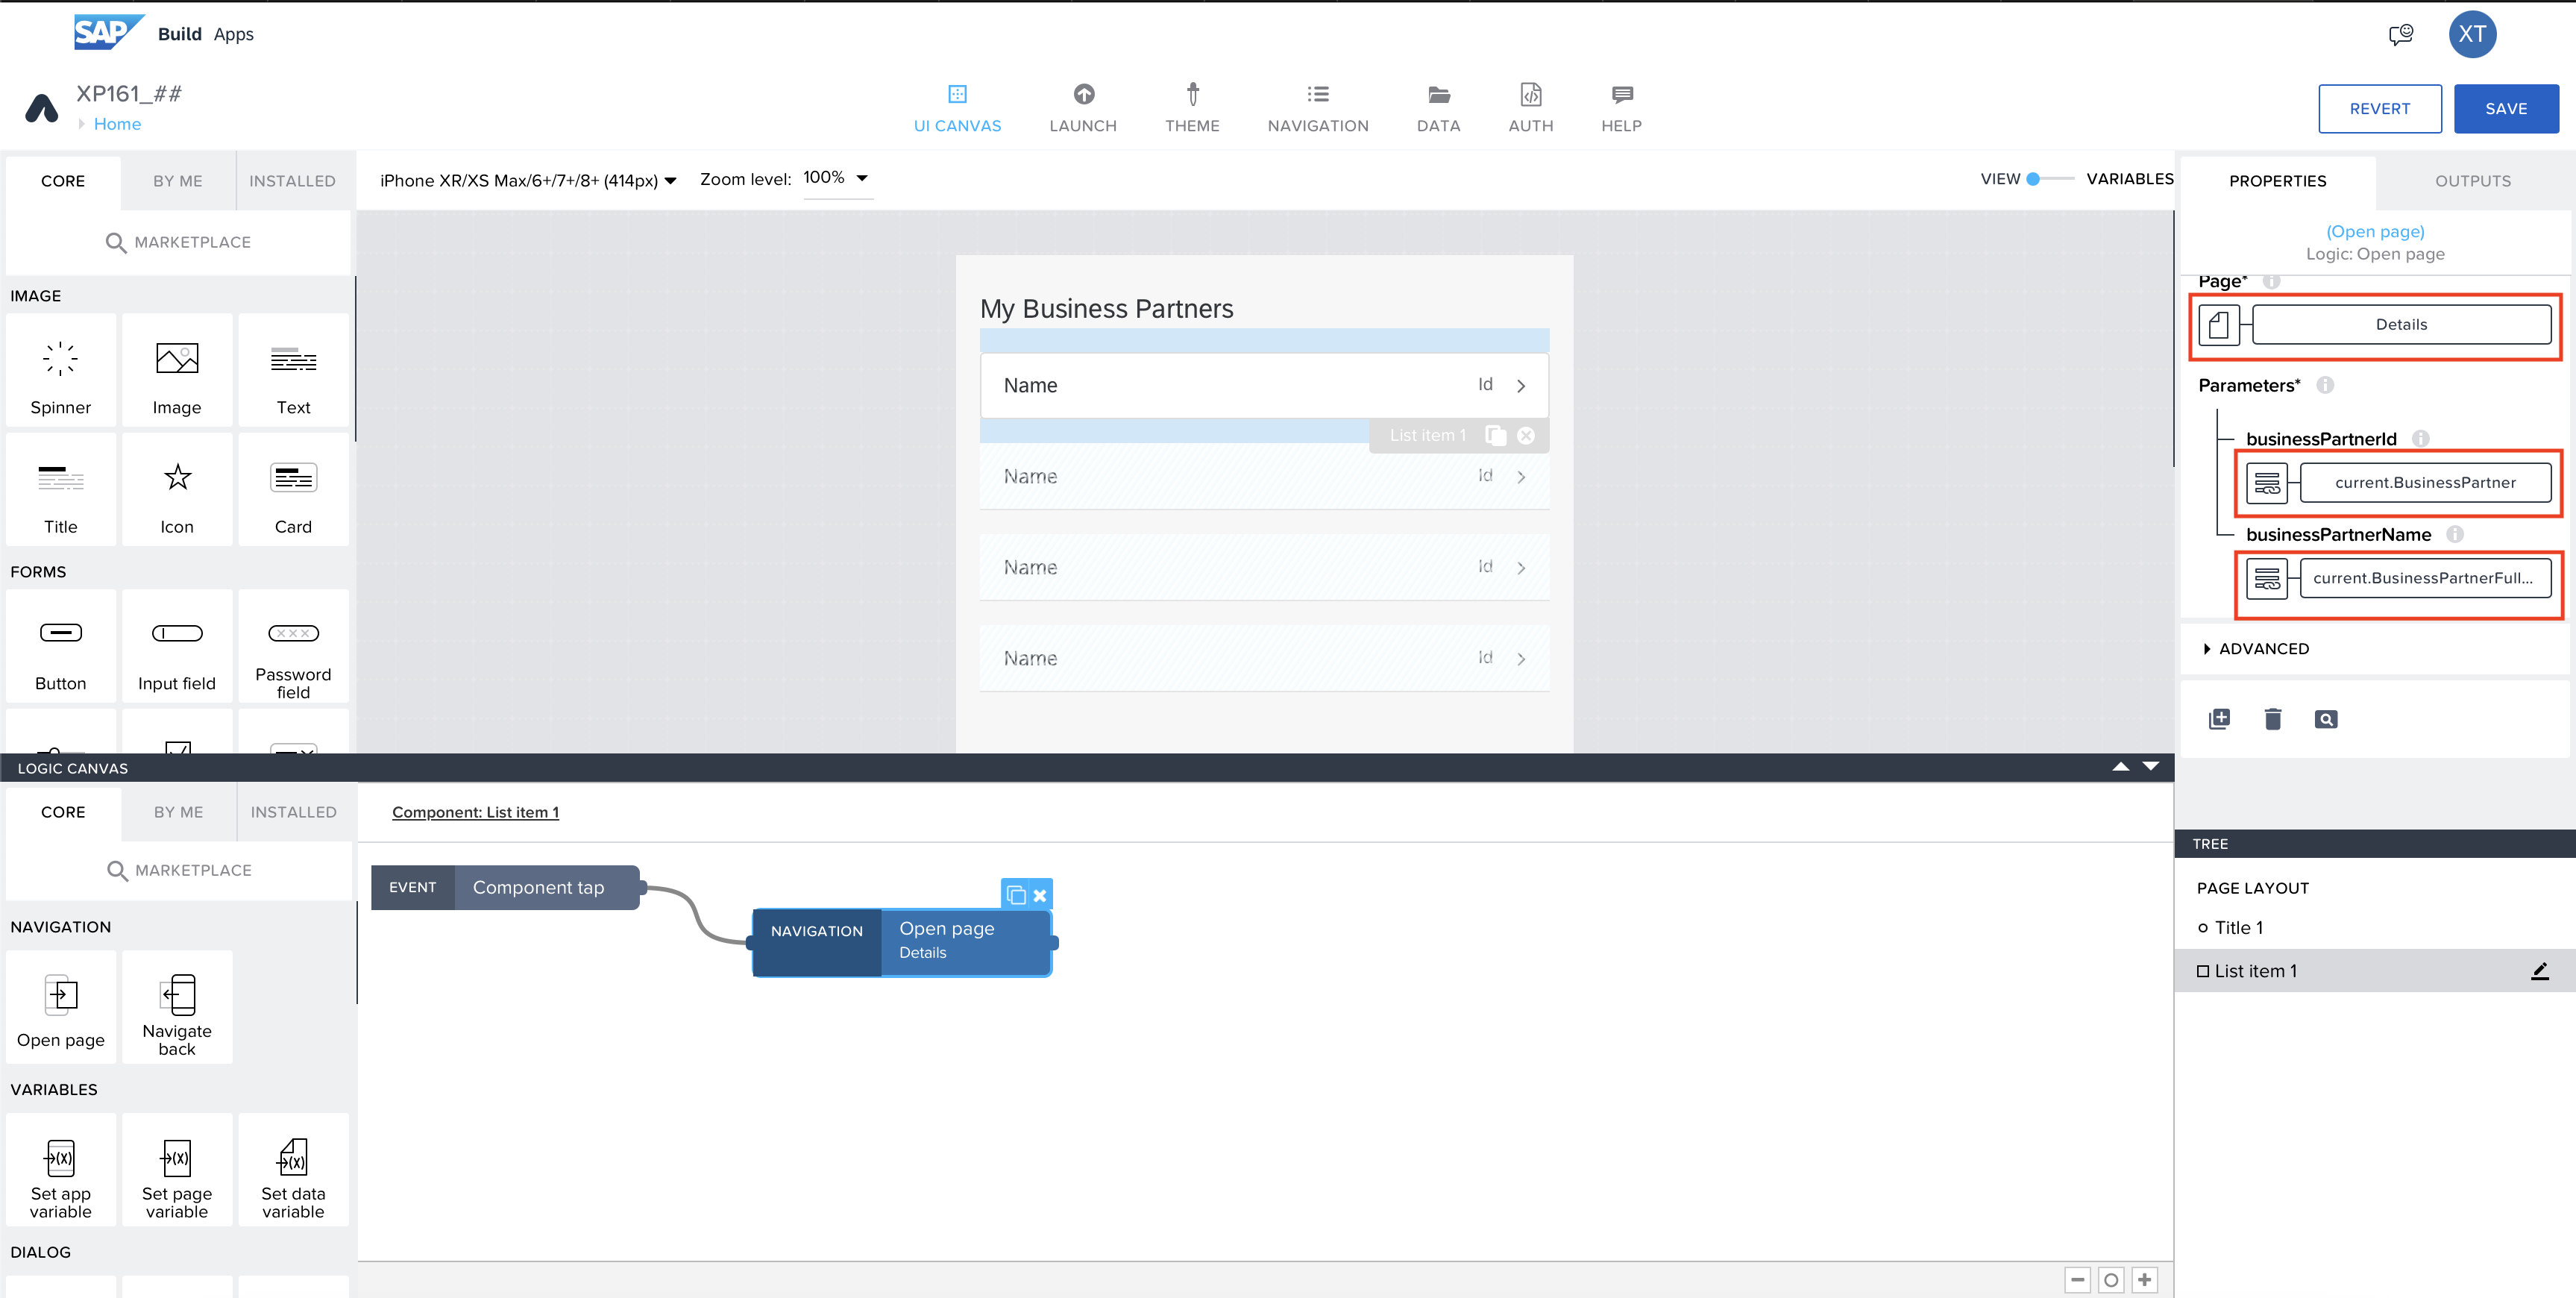 SAP Build Apps
XT
XP161_##
Home
UI CANVAS
LAUNCH
THEME
NAVIGATION
DATA
AUTH
HELP
REVERT
SAVE
CORE
BY ME
INSTALLED
MARKETPLACE
IMAGE
Spinner
Image
Text
Title
Icon
Card
FORMS
Button
Input field
Password
field
iPhone XR/XS Max/6+/7+/8+ (414px)
Zoom level: 100%
VIEW
VARIABLES
My Business Partners
Name Id
List item 1
Name Id
Name Id
Name Id
PROPERTIES
OUTPUTS
(Open page)
Logic: Open page
Page*
Details
Parameters*
businessPartnerId
current.BusinessPartner
businessPartnerName
current.BusinessPartnerFull...
ADVANCED
LOGIC CANVAS
CORE
BY ME
INSTALLED
MARKETPLACE
NAVIGATION
Open page
Navigate
back
VARIABLES
Set app
variable
Set page
variable
Set data
variable
DIALOG
Component: List item 1
EVENT
Component tap
NAVIGATION
Open page
Details
TREE
PAGE LAYOUT
Title 1
List item 1